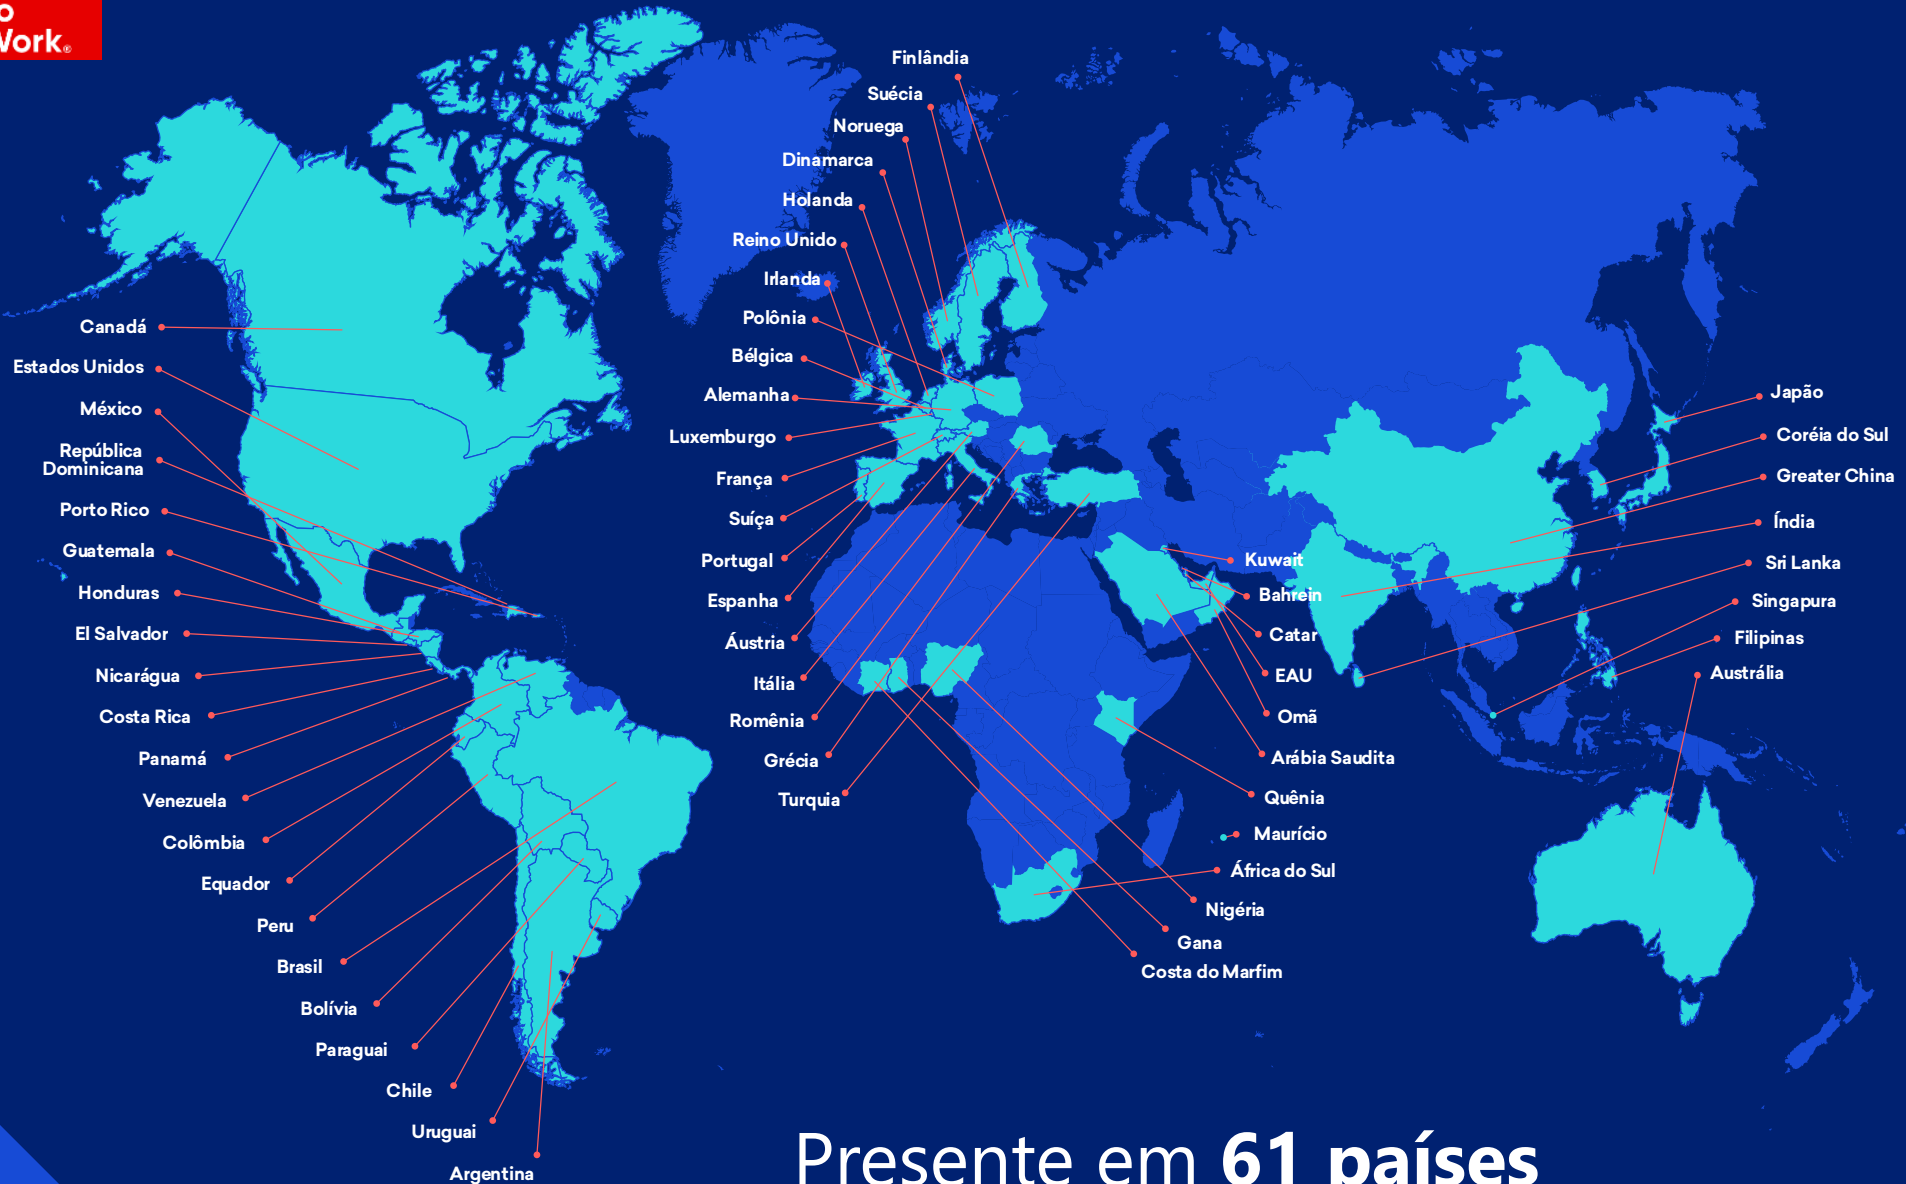 o
Work®
Canadá
Estados Unidos
México
República
Dominicana
Porto Rico
Guatemala
Honduras
El Salvador
Nicarágua
Costa Rica
Panamá
Venezuela
Colômbia
Equador
Peru
Brasil
Bolívia
Paraguai
Chile
Uruguai
Argentina
Finlândia
Suécia
Noruega
Dinamarca
Holanda
Reino Unido
Irlanda
Polônia
Bélgica
Alemanha
Luxemburgo
França
Suíça
Portugal
Espanha
Áustria
Itália
Romênia
Grécia
Turquia
Kuwait
Bahrein
Catar
EAU
Omã
Arábia Saudita
Quênia
Maurício
África do Sul
Nigéria
Gana
Costa do Marfim
Japão
Coréia do Sul
Greater China
Índia
Sri Lanka
Singapura
Filipinas
Austrália
Presente em 61 países